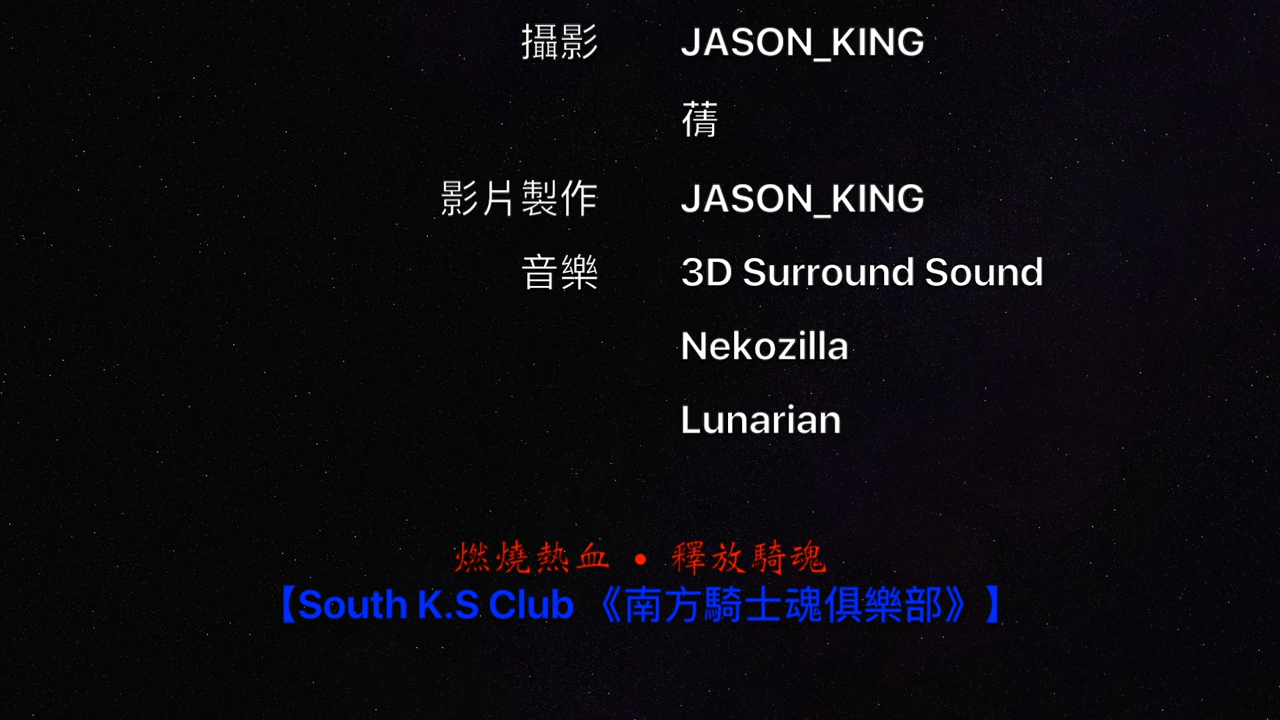 攝影 JASON_KING
蒨
影片製作 JASON_KING
音樂 3D Surround Sound
Nekozilla
Lunarian
燃燒熱血 • 釋放騎魂
【South K.S Club 《南方騎士魂俱樂部》】